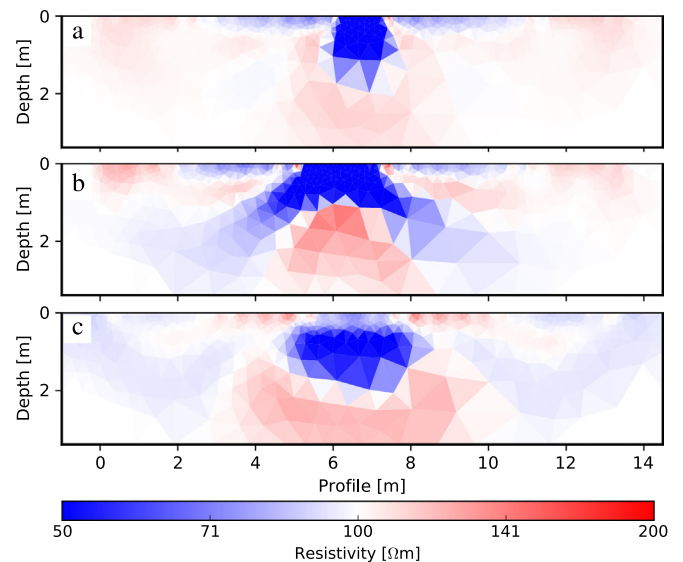 0
a
Depth [m]
2
0
b
Depth [m]
2
0
c
Depth [m]
2
0 2 4 6 8 10 12 14
Profile [m]
50 71 100 141 200
Resistivity [Ωm]